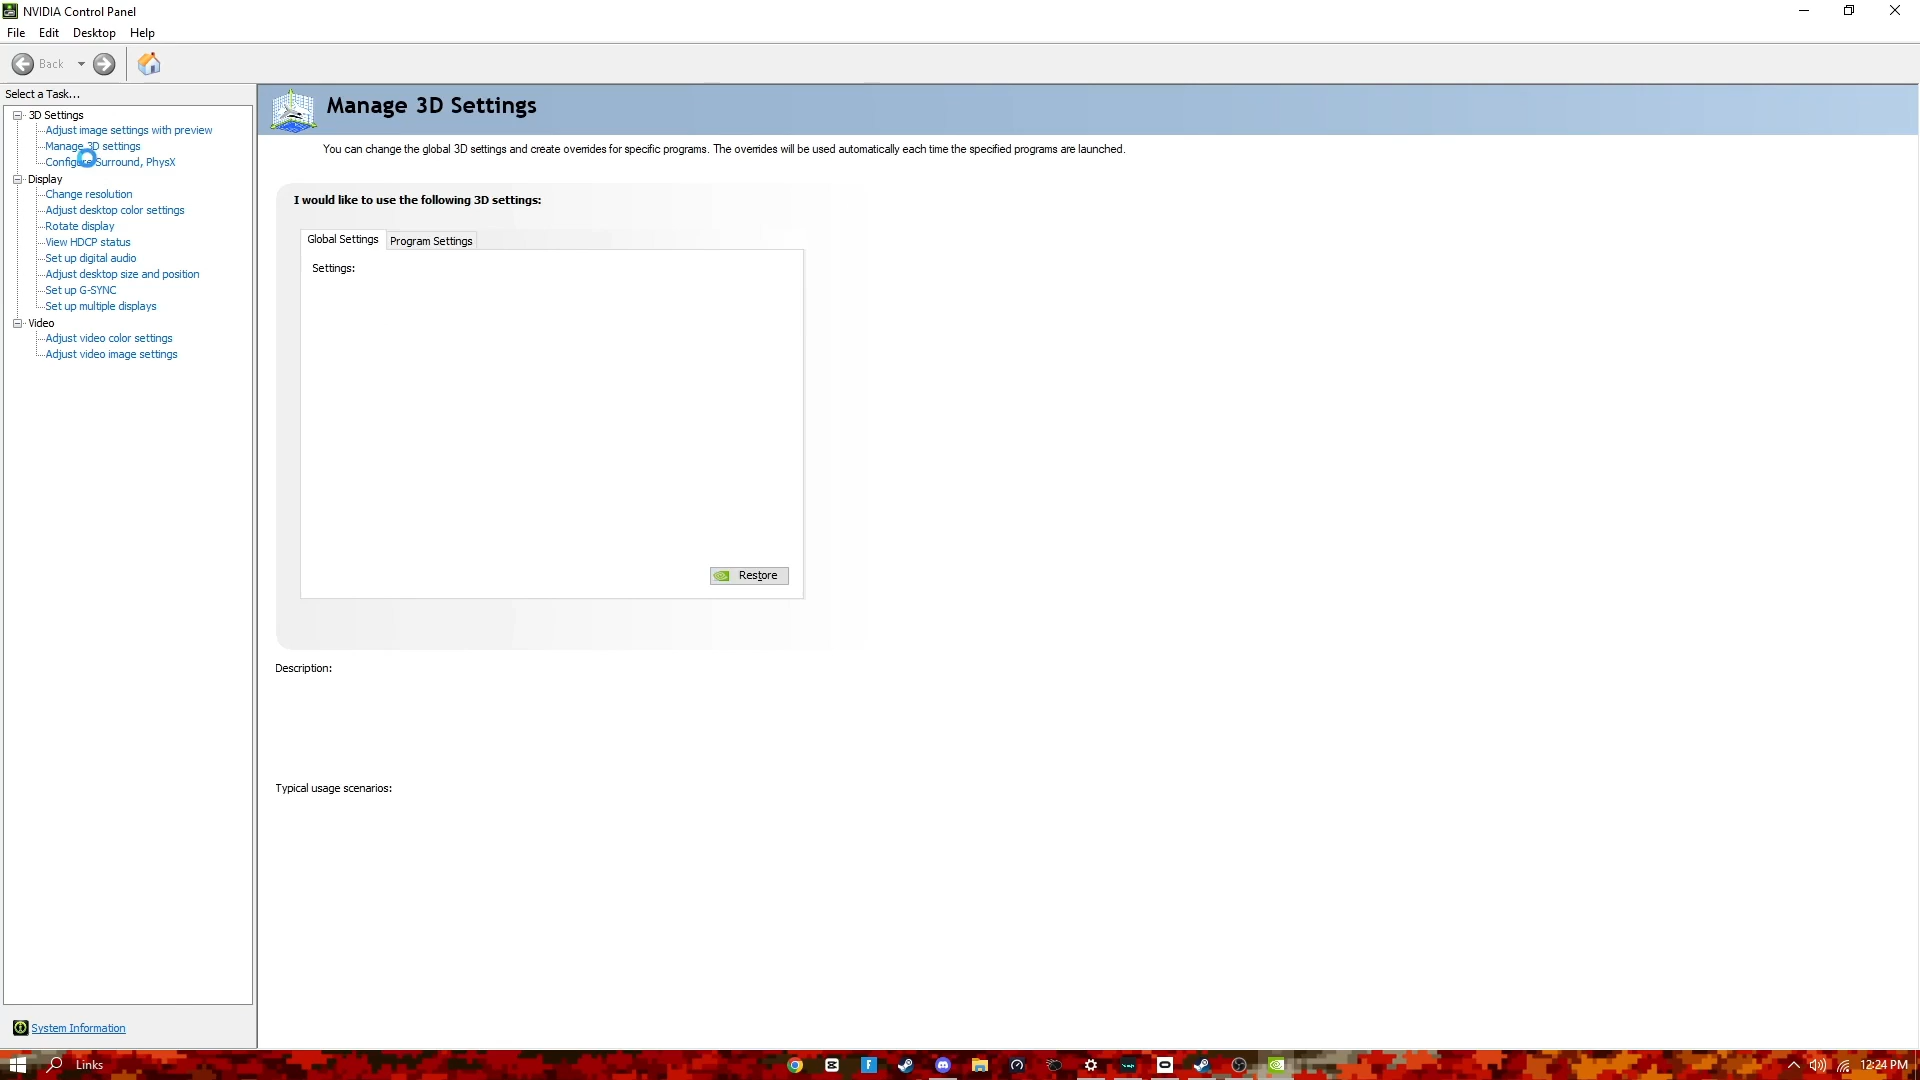 NVIDIA Control Panel
File Edit Desktop Help
Back
Select a Task...
3D Settings
Adjust image settings with preview
Manage 3D settings
Configure Surround, PhysX
Display
Change resolution
Adjust desktop color settings
Rotate display
View HDCP status
Set up digital audio
Adjust desktop size and position
Set up G-SYNC
Set up multiple displays
Video
Adjust video color settings
Adjust video image settings
System Information
Manage 3D Settings
You can change the global 3D settings and create overrides for specific programs. The overrides will be used automatically each time the specified programs are launched.
I would like to use the following 3D settings:
Global Settings Program Settings
Settings:
Restore
Description:
Typical usage scenarios:
Links
12:24 PM